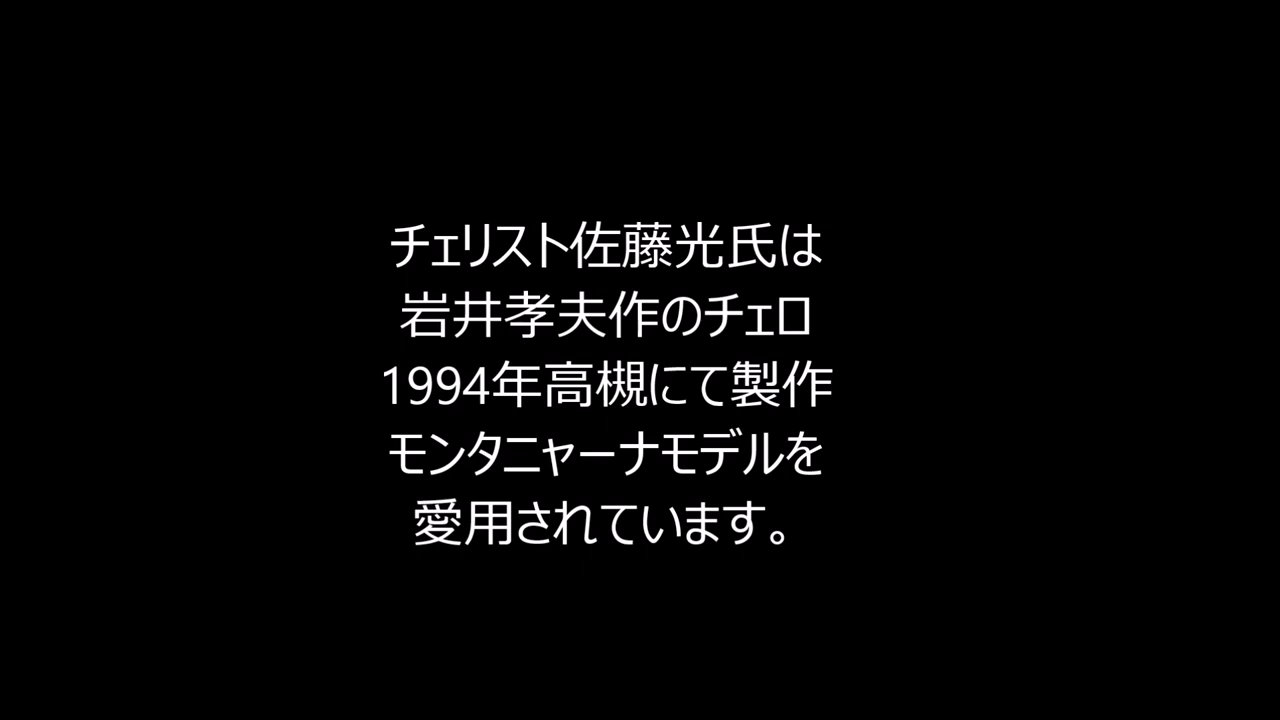 チェリスト佐藤光氏は
岩井孝夫作のチェロ
1994年高槻にて製作
モンタニャーナモデルを
愛用されています。